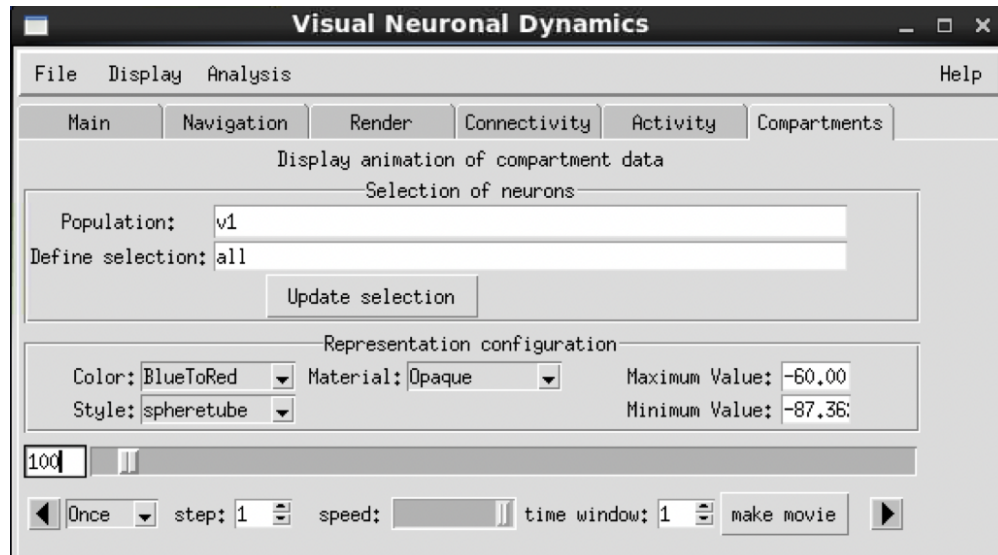 Visual Neuronal Dynamics
File Display Analysis Help
Main Navigation Render Connectivity Activity Compartments
Display animation of compartment data
Selection of neurons
Population: v1
Define selection: all
Update selection
Representation configuration
Color: BlueToRed Material: Opaque Maximum Value: -60.00
Style: spheretube Minimum Value: -87.36
100
Once step: 1 speed: time window: 1 make movie